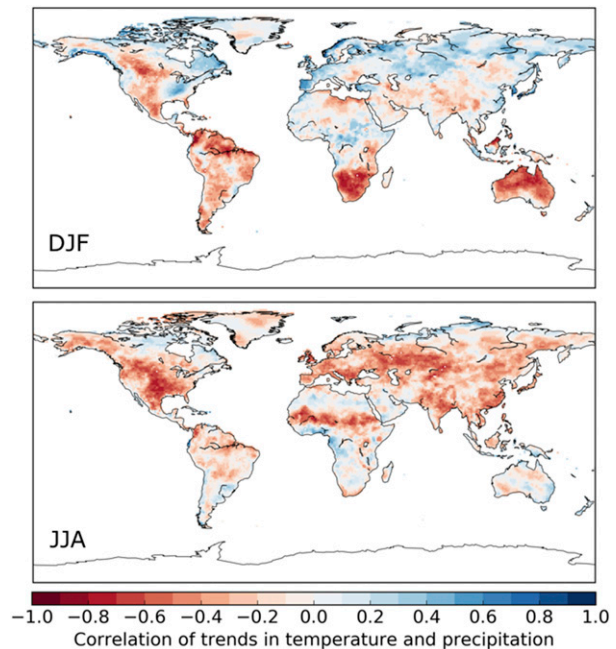 DJF
JJA
−1.0 −0.8 −0.6 −0.4 −0.2 0.0 0.2 0.4 0.6 0.8 1.0
Correlation of trends in temperature and precipitation